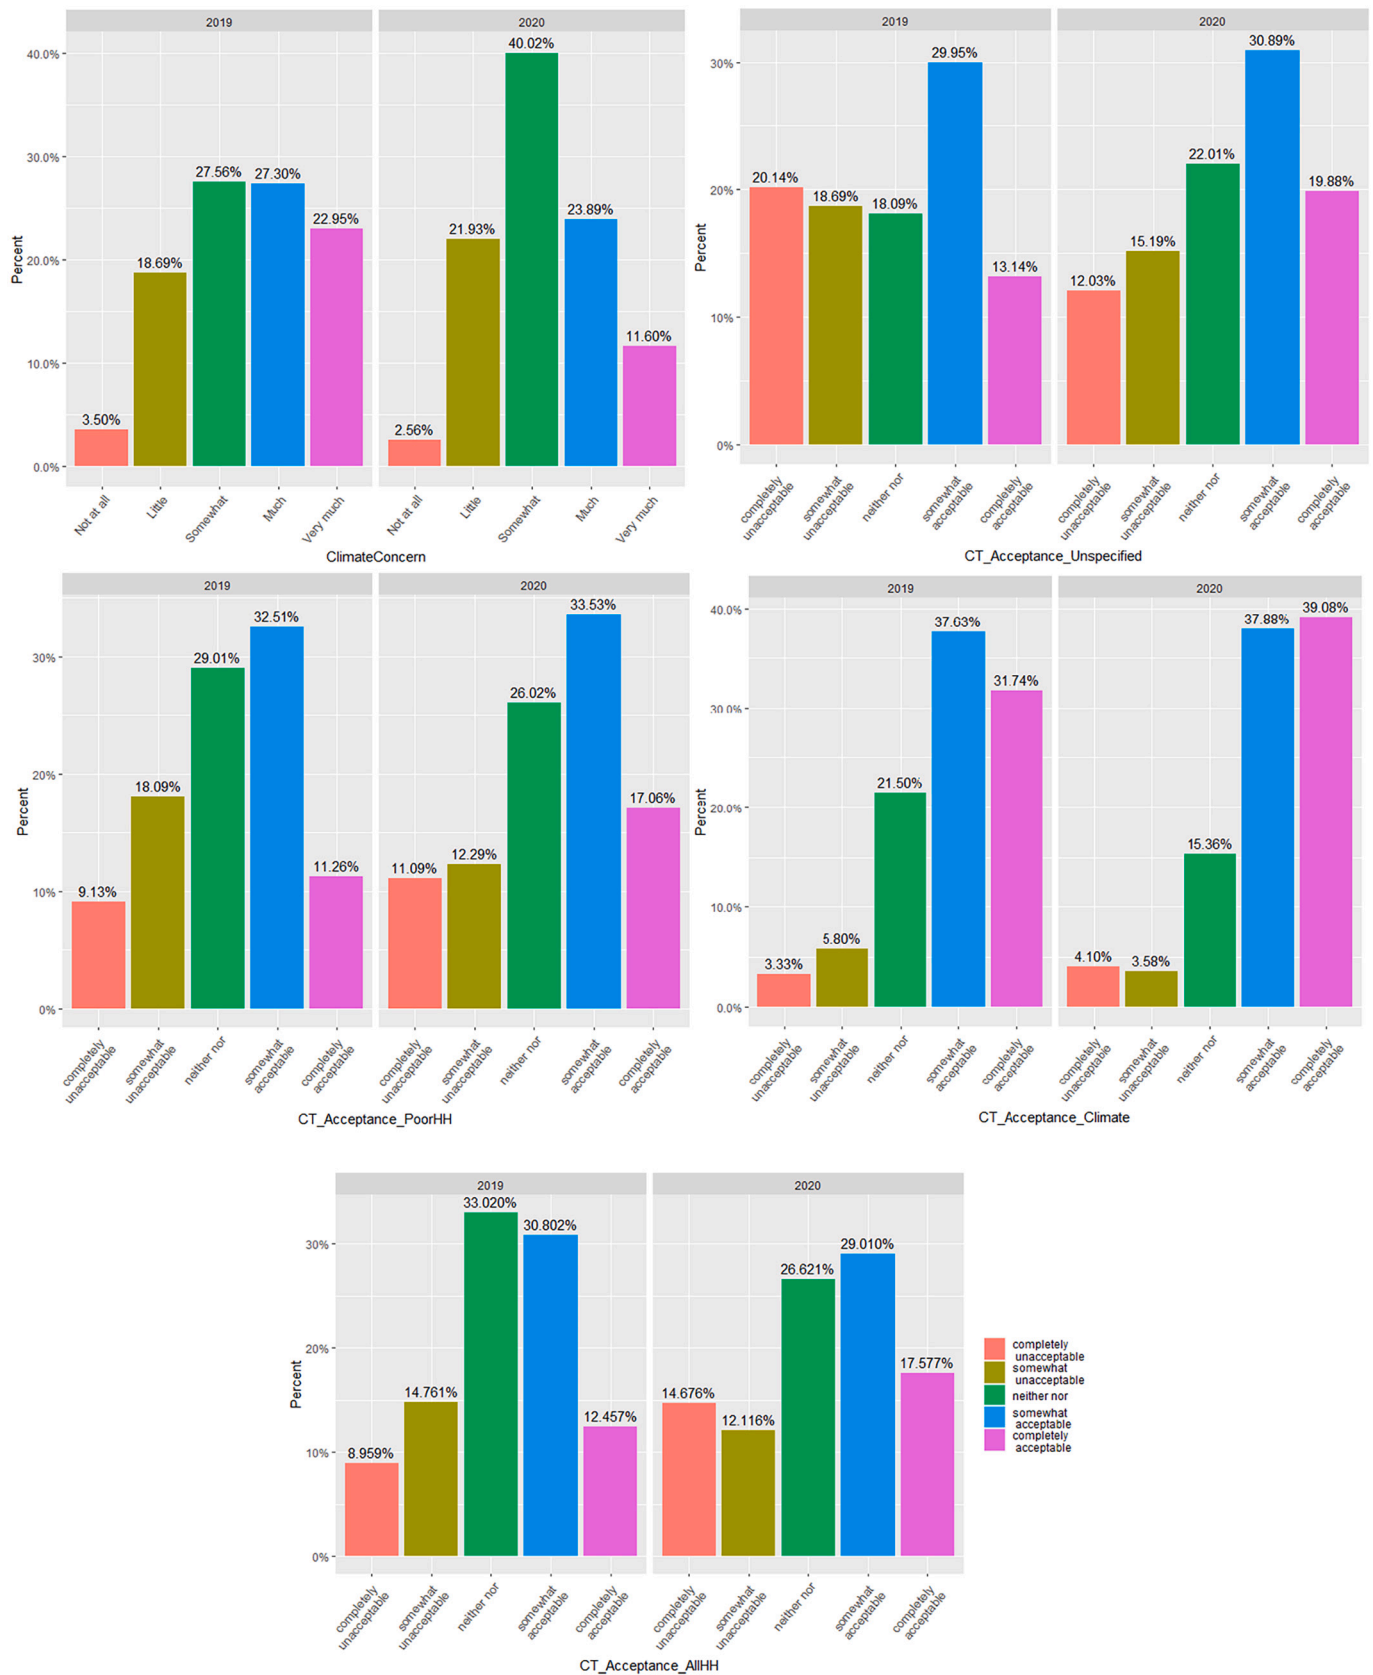 2019
2020
40.0%
30.0%
20.0%
10.0%
0.0%
Percent
3.50%
18.69%
27.56%
27.30%
22.95%
2.56%
21.93%
40.02%
23.89%
11.60%
Not at all
Little
Somewhat
Much
Very much
Not at all
Little
Somewhat
Much
Very much
ClimateConcern
2019
2020
30%
20%
10%
0%
Percent
20.14%
18.69%
18.09%
29.95%
13.14%
12.03%
15.19%
22.01%
30.89%
19.88%
completely
unacceptable
somewhat
unacceptable
neither nor
somewhat
acceptable
completely
acceptable
completely
unacceptable
somewhat
unacceptable
neither nor
somewhat
acceptable
completely
acceptable
CT_Acceptance_Unspecified
2019
2020
30%
20%
10%
0%
Percent
9.13%
18.09%
29.01%
32.51%
11.26%
11.09%
12.29%
26.02%
33.53%
17.06%
completely
unacceptable
somewhat
unacceptable
neither nor
somewhat
acceptable
completely
acceptable
completely
unacceptable
somewhat
unacceptable
neither nor
somewhat
acceptable
completely
acceptable
CT_Acceptance_PoorHH
2019
2020
40.0%
30.0%
20.0%
10.0%
0.0%
Percent
3.33%
5.80%
21.50%
37.63%
31.74%
4.10%
3.58%
15.36%
37.88%
39.08%
completely
unacceptable
somewhat
unacceptable
neither nor
somewhat
acceptable
completely
acceptable
completely
unacceptable
somewhat
unacceptable
neither nor
somewhat
acceptable
completely
acceptable
CT_Acceptance_Climate
2019
2020
30%
20%
10%
0%
Percent
8.959%
14.761%
33.020%
30.802%
12.457%
14.676%
12.116%
26.621%
29.010%
17.577%
completely
unacceptable
somewhat
unacceptable
neither nor
somewhat
acceptable
completely
acceptable
completely
unacceptable
somewhat
unacceptable
neither nor
somewhat
acceptable
completely
acceptable
CT_Acceptance_AllHH
completely
unacceptable
somewhat
unacceptable
neither nor
somewhat
acceptable
completely
acceptable